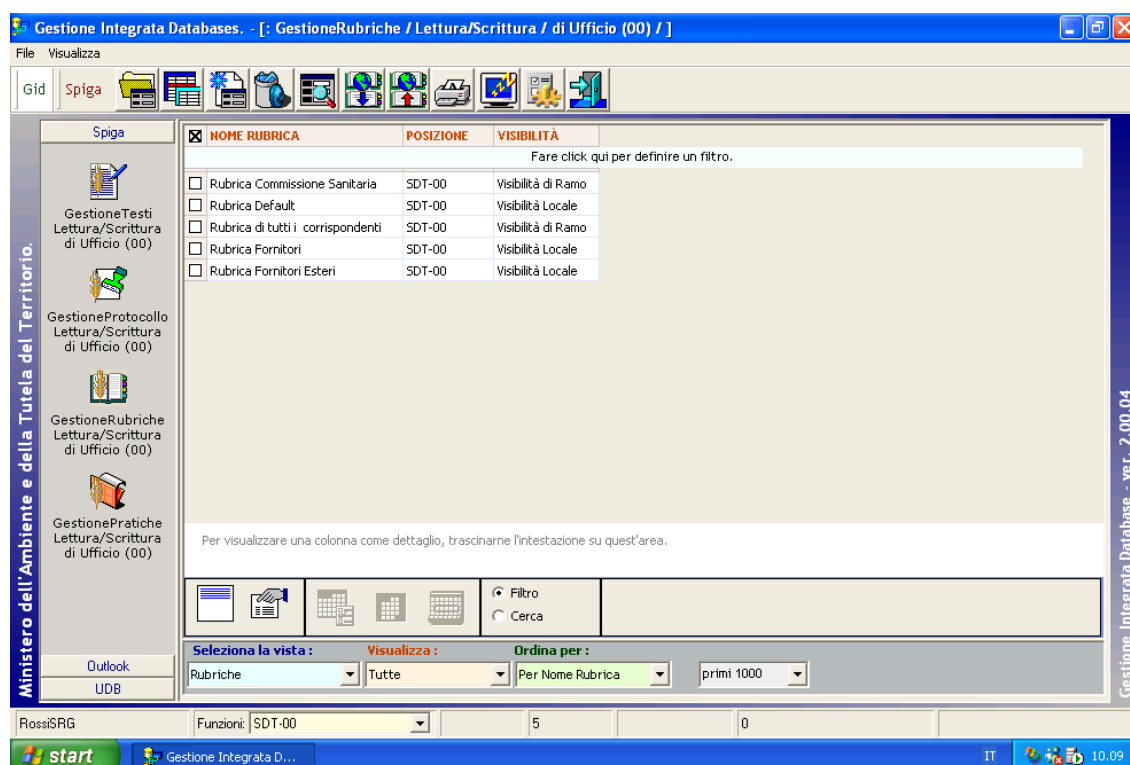 Gestione Integrata Databases. - [: GestioneRubriche / Lettura/Scrittura / di Ufficio (00) / ]
File Visualizza
Gid Spiga
Spiga
GestioneTesti
Lettura/Scrittura
di Ufficio (00)
GestioneProtocollo
Lettura/Scrittura
di Ufficio (00)
GestioneRubriche
Lettura/Scrittura
di Ufficio (00)
GestionePratiche
Lettura/Scrittura
di Ufficio (00)
Outlook
UDB
Ministero dell'Ambiente e della Tutela del Territorio.
NOME RUBRICA POSIZIONE VISIBILITÀ
Fare click qui per definire un filtro.
Rubrica Commissione Sanitaria SDT-00 Visibilità di Ramo
Rubrica Default SDT-00 Visibilità Locale
Rubrica di tutti i corrispondenti SDT-00 Visibilità di Ramo
Rubrica Fornitori SDT-00 Visibilità Locale
Rubrica Fornitori Esteri SDT-00 Visibilità Locale
Per visualizzare una colonna come dettaglio, trascinarne l'intestazione su quest'area.
Filtro
Cerca
Seleziona la vista : Visualizza : Ordina per :
Rubriche Tutte Per Nome Rubrica primi 1000
Gestione Integrata Database - ver. 2.00.04
RossiSRG Funzioni: SDT-00 5 0
start Gestione Integrata D... IT 10.09